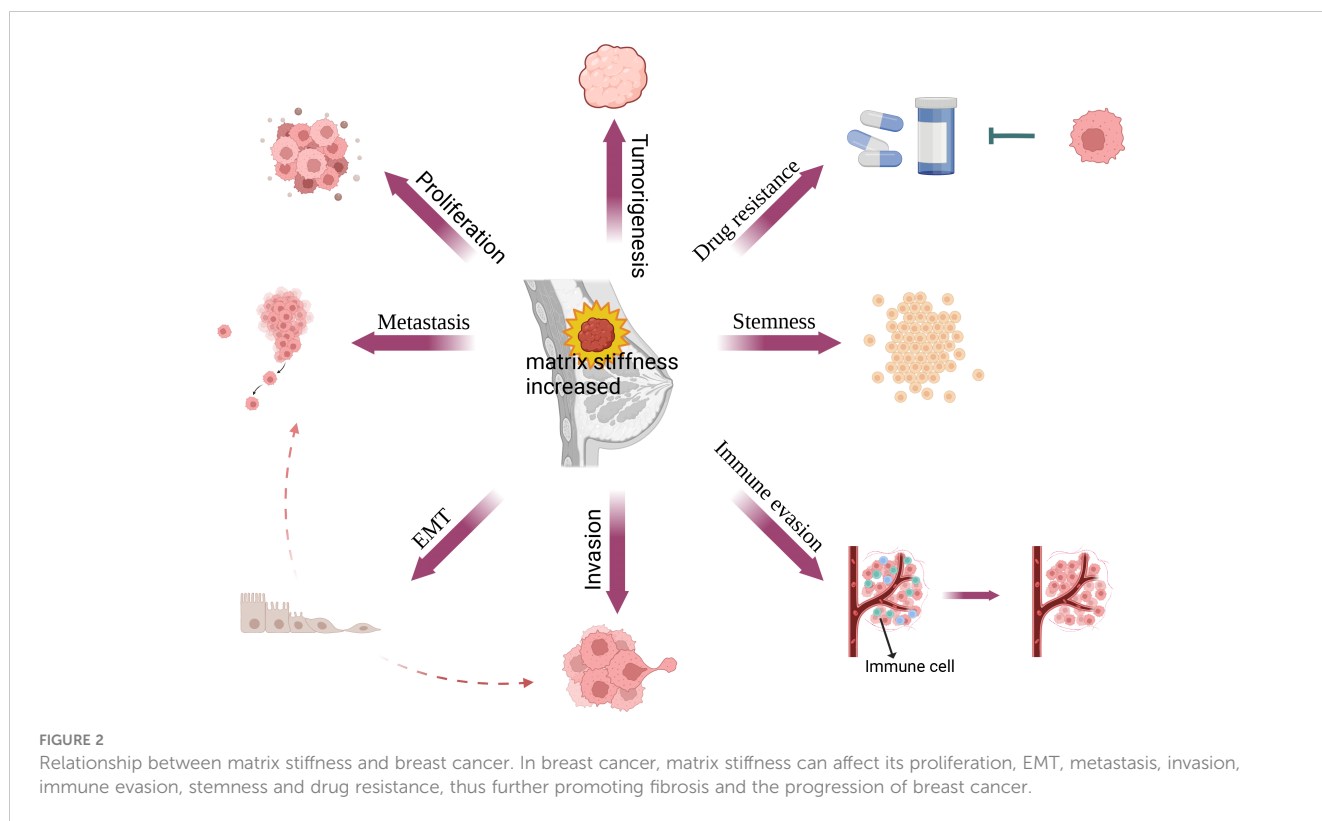 Tumorigenesis
Proliferation
Drug resistance
Metastasis
Stemness
matrix stiffness
increased
EMT
Invasion
Immune evasion
Immune cell
FIGURE 2
Relationship between matrix stiffness and breast cancer. In breast cancer, matrix stiffness can affect its proliferation, EMT, metastasis, invasion,
immune evasion, stemness and drug resistance, thus further promoting fibrosis and the progression of breast cancer.